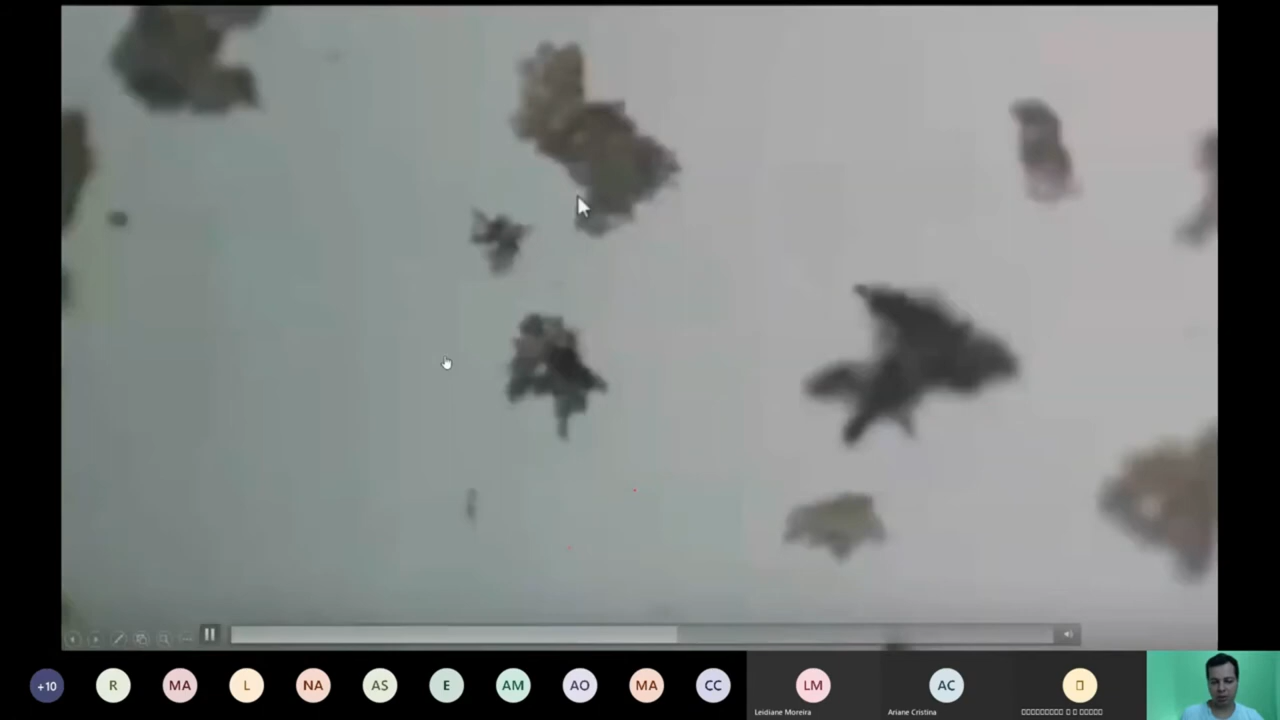 +10
R
MA
L
NA
AS
E
AM
AO
MA
CC
LM
AC
Leidiane Moreira
Ariane Cristina